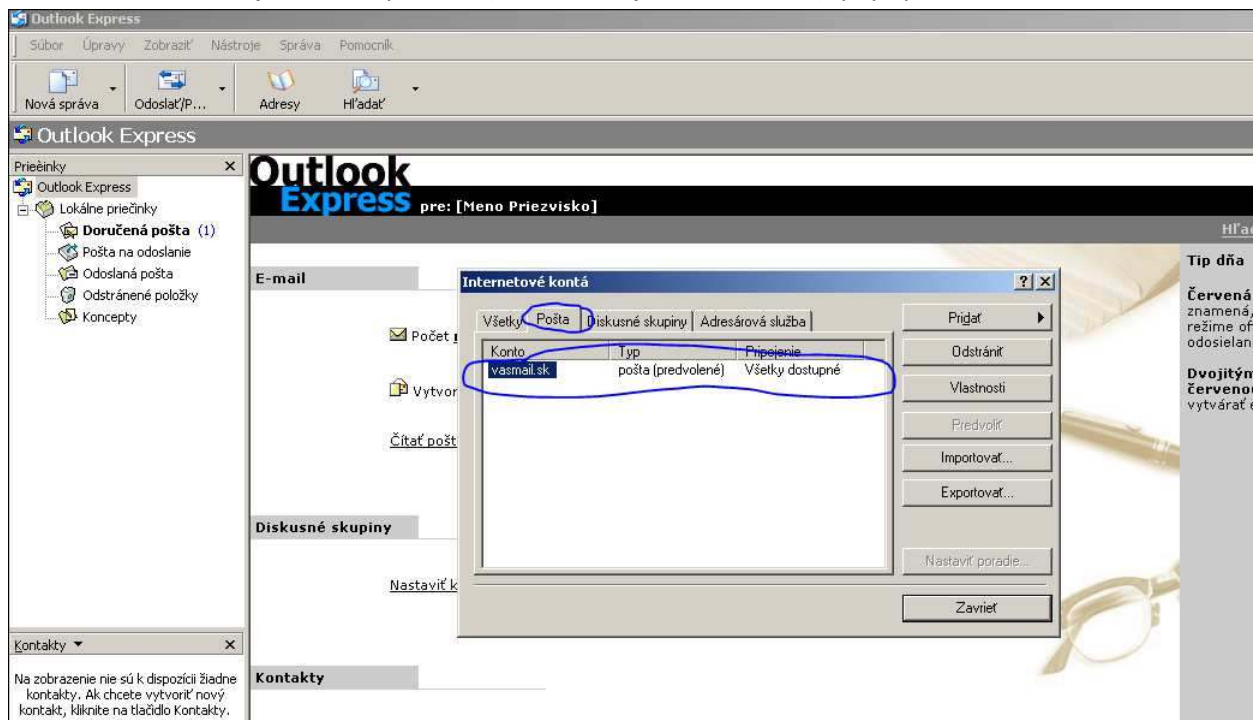 Outlook Express
Súbor Úpravy Zobraziť Nástroje Správa Pomocník
Nová správa Odoslať/P... Adresy Hľadať
Outlook Express
Prieèinky
Outlook Express
Lokálne priečinky
Doručená pošta (1)
Pošta na odoslanie
Odoslaná pošta
Odstránené položky
Koncepty
Kontakty
Na zobrazenie nie sú k dispozícii žiadne
kontakty. Ak chcete vytvoriť nový
kontakt, kliknite na tlačidlo Kontakty.
Outlook
Express pre: [Meno Priezvisko]
E-mail
Počet
Vytvor
Čítať pošt
Diskusné skupiny
Nastaviť k
Kontakty
Internetové kontá
Všetky Pošta Diskusné skupiny Adresárová služba
Konto Typ Pripojenie
vasmail.sk pošta (predvolené) Všetky dostupné
Pridať
Odstrániť
Vlastnosti
Predvoliť
Importovať...
Exportovať...
Nastaviť poradie...
Zavrieť
Tip dňa
Červená
znamená,
režime of
odosielan
Dvojitým
červenou
vytvárať